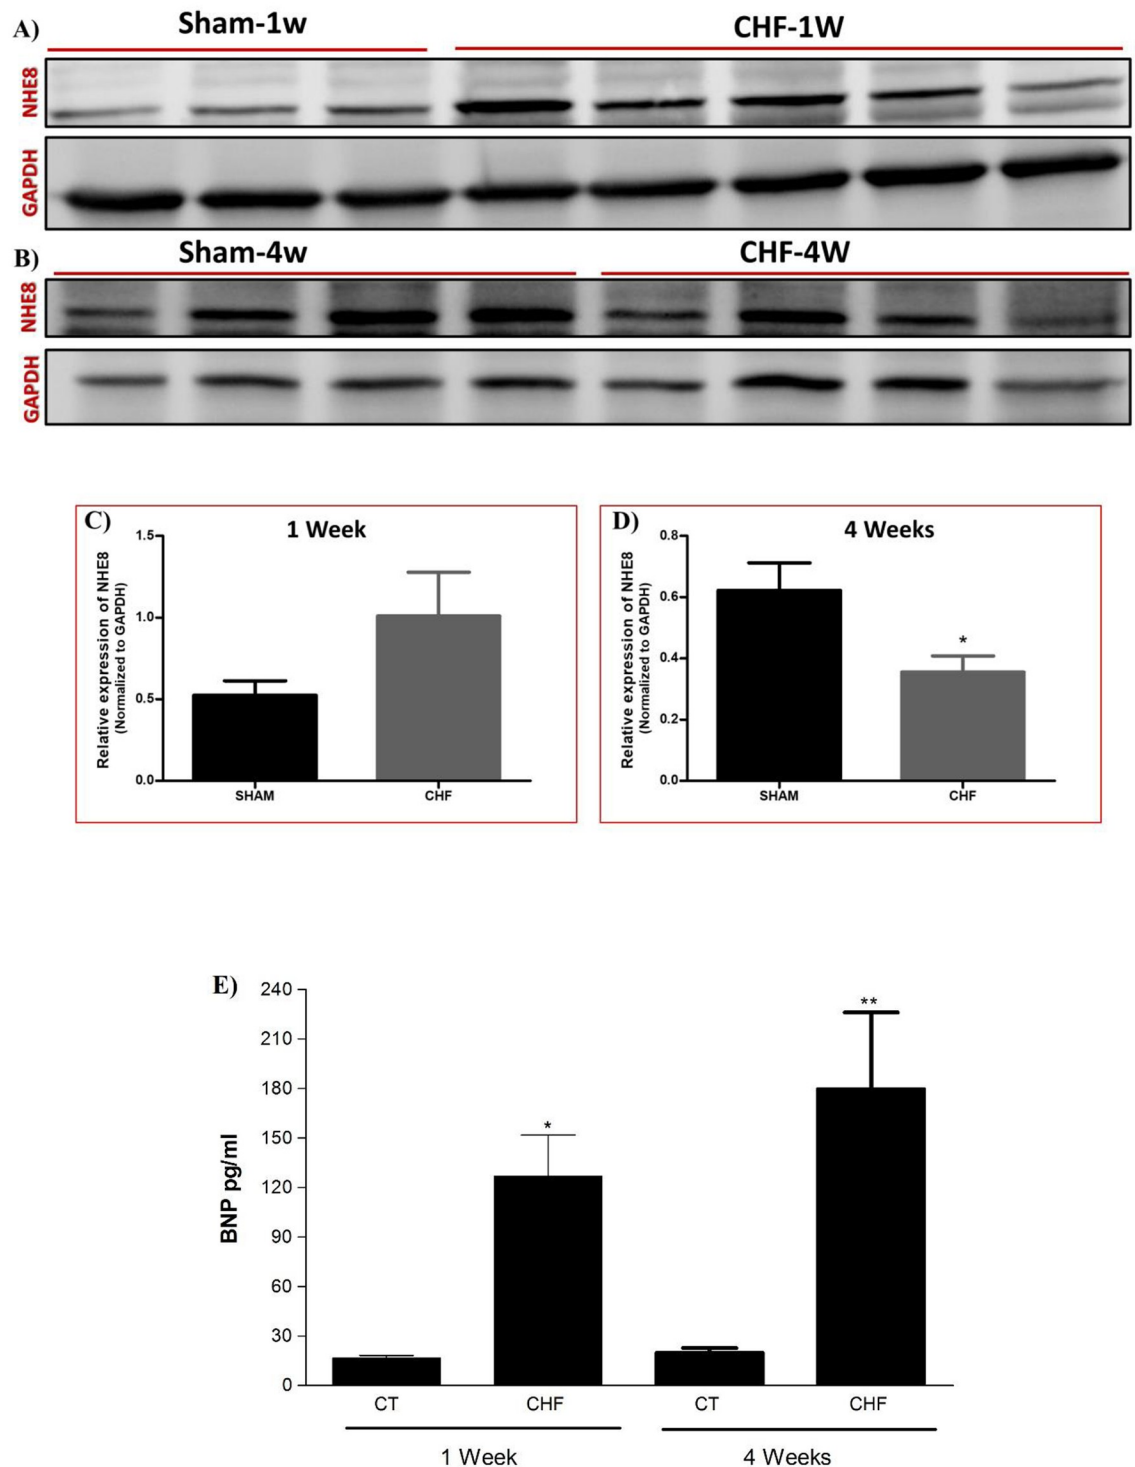 A)
Sham-1w
CHF-1W
NHE8
GAPDH
B)
Sham-4w
CHF-4W
NHE8
GAPDH
C)
1 Week
Relative expression of NHE8
(Normalized to GAPDH)
1.5
1.0
0.5
0.0
SHAM
CHF
D)
4 Weeks
Relative expression of NHE8
(Normalized to GAPDH)
0.8
0.6
0.4
0.2
0.0
*
SHAM
CHF
E)
BNP pg/ml
240
210
180
150
120
90
60
30
0
*
**
CT
CHF
CT
CHF
1 Week
4 Weeks